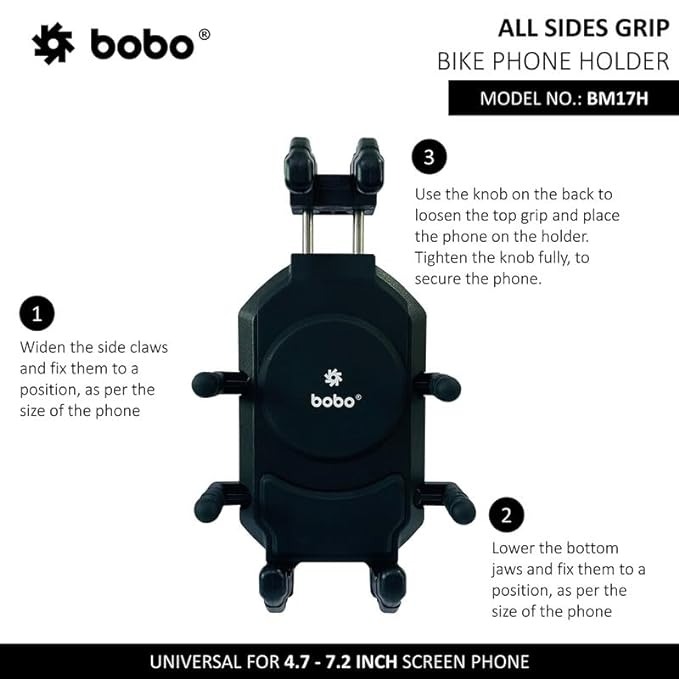 bobo®
ALL SIDES GRIP
BIKE PHONE HOLDER
MODEL NO.: BM17H
3
Use the knob on the back to
loosen the top grip and place
the phone on the holder.
Tighten the knob fully, to
secure the phone.
1
Widen the side claws
and fix them to a
position, as per the
size of the phone
bobo®
2
Lower the bottom
jaws and fix them to a
position, as per the
size of the phone
UNIVERSAL FOR 4.7 - 7.2 INCH SCREEN PHONE